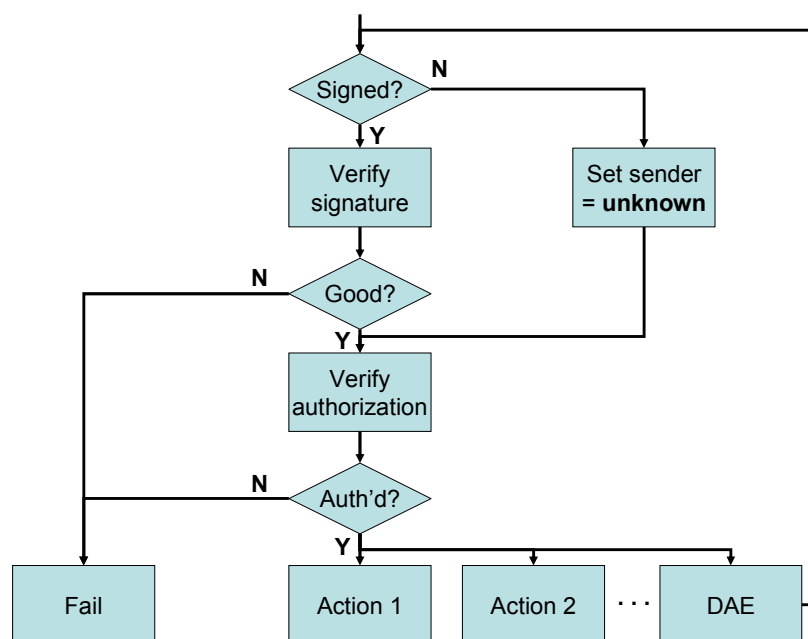 N
Signed?
Y
Verify
signature
Set sender
= unknown
N
Good?
Y
Verify
authorization
N
Auth'd?
Y
Fail
Action 1
Action 2
. . .
DAE